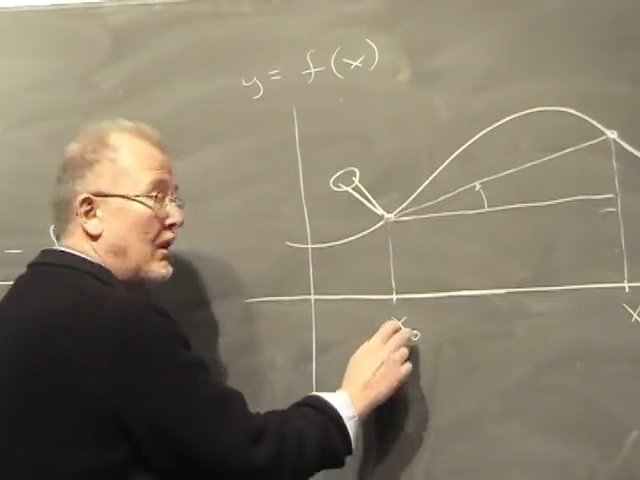 y = f(x)
x₀
x